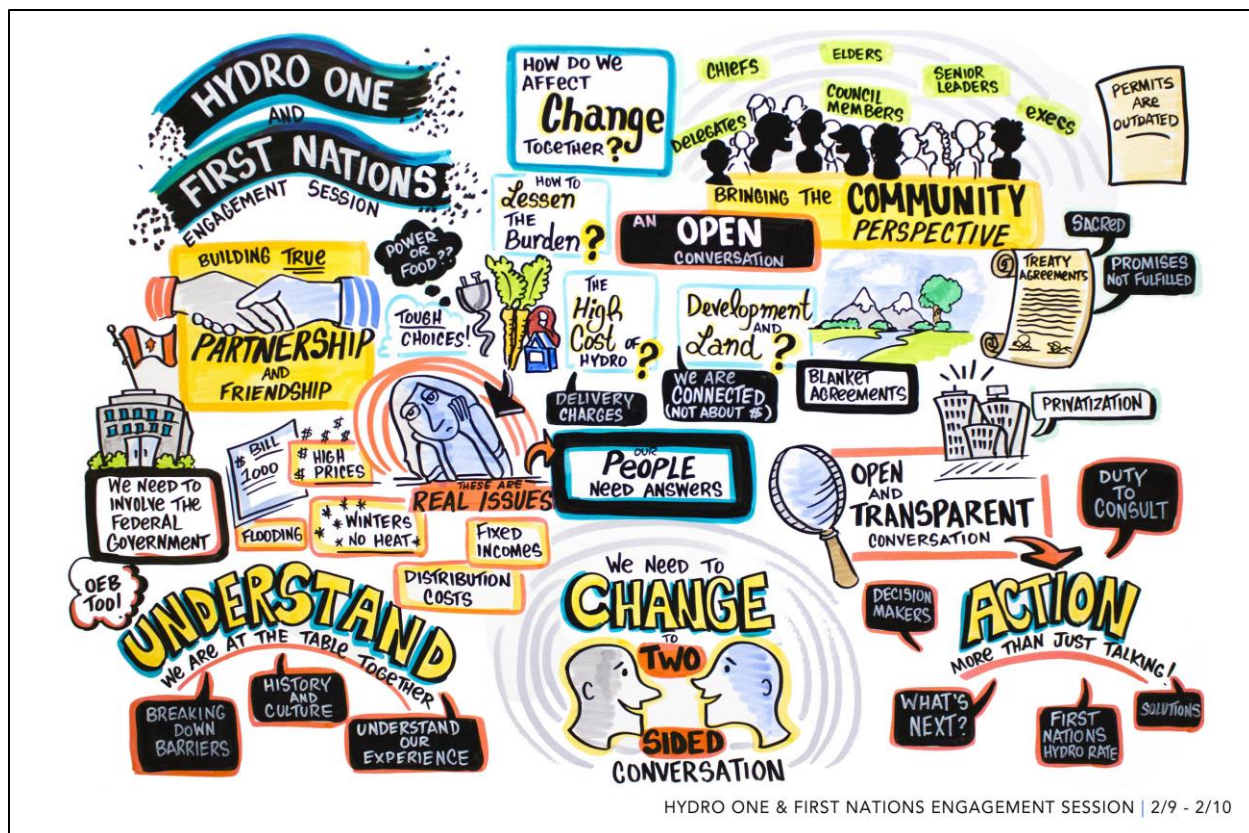 HYDRO ONE
AND
FIRST NATIONS
ENGAGEMENT SESSION
HOW DO WE
AFFECT
Change
TOGETHER?
CHIEFS
ELDERS
SENIOR
LEADERS
COUNCIL
MEMBERS
EXECS
DELEGATES
BRINGING THE COMMUNITY
PERSPECTIVE
PERMITS
ARE
OUTDATED
HOW TO
Lessen
THE
Burden?
AN OPEN
CONVERSATION
SACRED
TREATY
AGREEMENTS
PROMISES
NOT FULFILLED
BUILDING TRUE
PARTNERSHIP
AND
FRIENDSHIP
POWER
OR
FOOD??
TOUGH
CHOICES!
THE
High
Cost OF
HYDRO?
Development
AND
Land?
DELIVERY
CHARGES
WE ARE
CONNECTED
(NOT ABOUT $)
BLANKET
AGREEMENTS
PRIVATIZATION
WE NEED TO
INVOLVE THE
FEDERAL
GOVERNMENT
OEB
TOO!
BILL
$ 1000
$ $ $ $
$ HIGH
$ PRICES
THESE ARE
REAL ISSUES
FLOODING
* WINTERS
* NO HEAT *
FIXED
INCOMES
DISTRIBUTION
COSTS
OUR
PEOPLE
NEED ANSWERS
OPEN
AND
TRANSPARENT
CONVERSATION
DUTY
TO
CONSULT
UNDERSTAND
WE ARE AT THE TABLE TOGETHER
BREAKING
DOWN
BARRIERS
HISTORY
AND
CULTURE
UNDERSTAND
OUR
EXPERIENCE
WE NEED TO
CHANGE
TO
TWO
SIDED
CONVERSATION
DECISION
MAKERS
ACTION
MORE THAN JUST TALKING!
WHAT'S
NEXT?
FIRST
NATIONS
HYDRO RATE
SOLUTIONS
HYDRO ONE & FIRST NATIONS ENGAGEMENT SESSION | 2/9 - 2/10